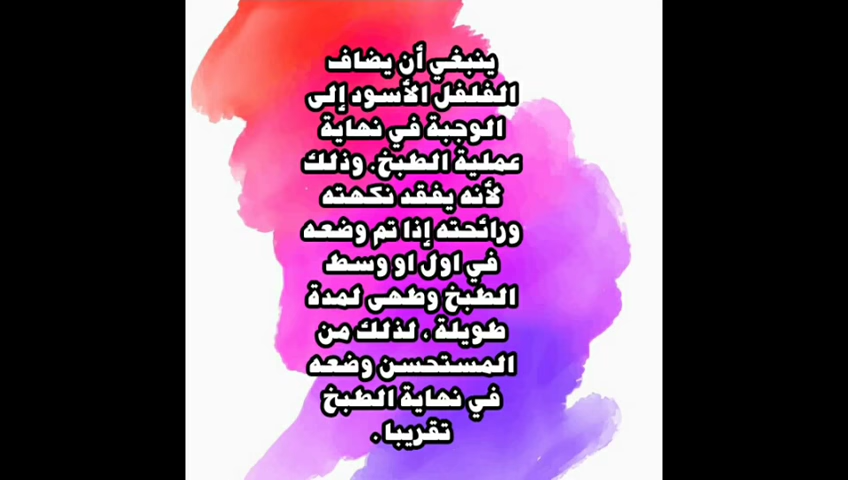 ينبغي أن يضاف
الفلفل الأسود إلى
الوجبة في نهاية
عملية الطبخ. وذلك
لأنه يفقد نكهته
ورائحته إذا تم وضعه
في اول او وسط
الطبخ وطهى لمدة
طويلة ، لذلك من
المستحسن وضعه
في نهاية الطبخ
تقريبا .